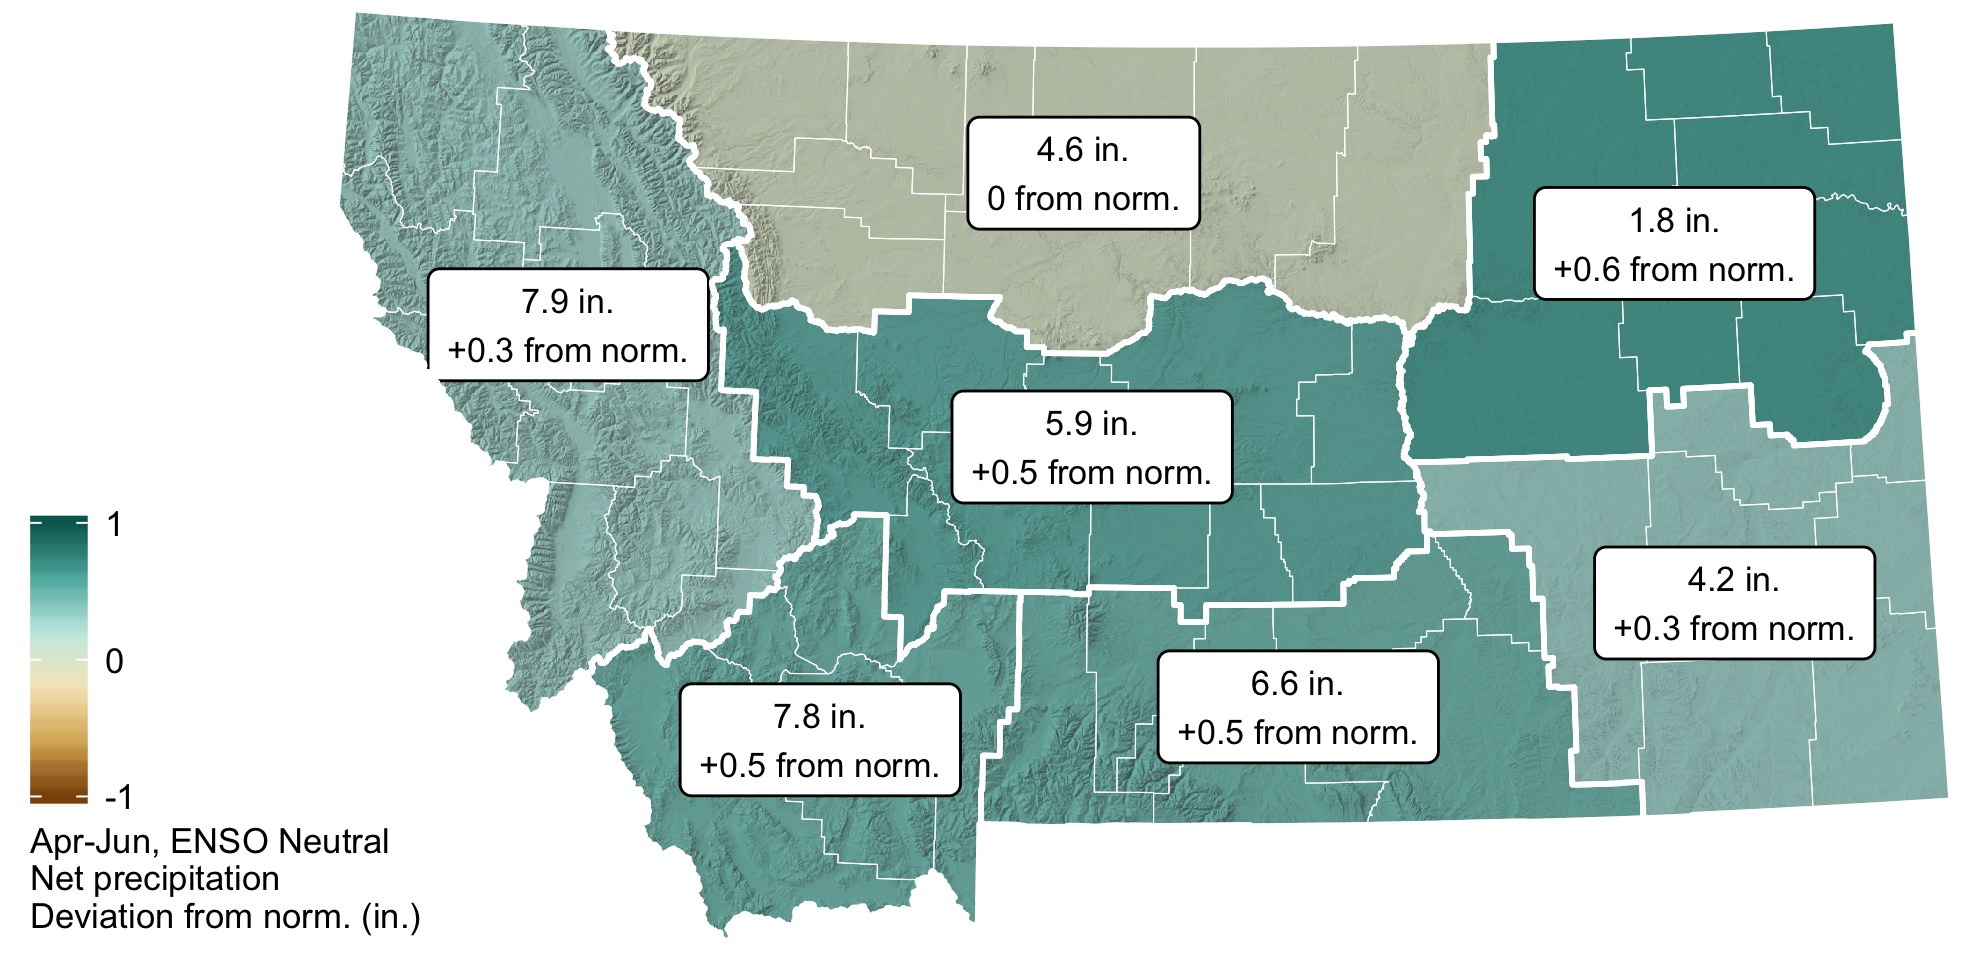 4.6 in.
0 from norm.
1.8 in.
+0.6 from norm.
7.9 in.
+0.3 from norm.
5.9 in.
+0.5 from norm.
4.2 in.
+0.3 from norm.
6.6 in.
+0.5 from norm.
7.8 in.
+0.5 from norm.
1
0
-1
Apr-Jun, ENSO Neutral
Net precipitation
Deviation from norm. (in.)